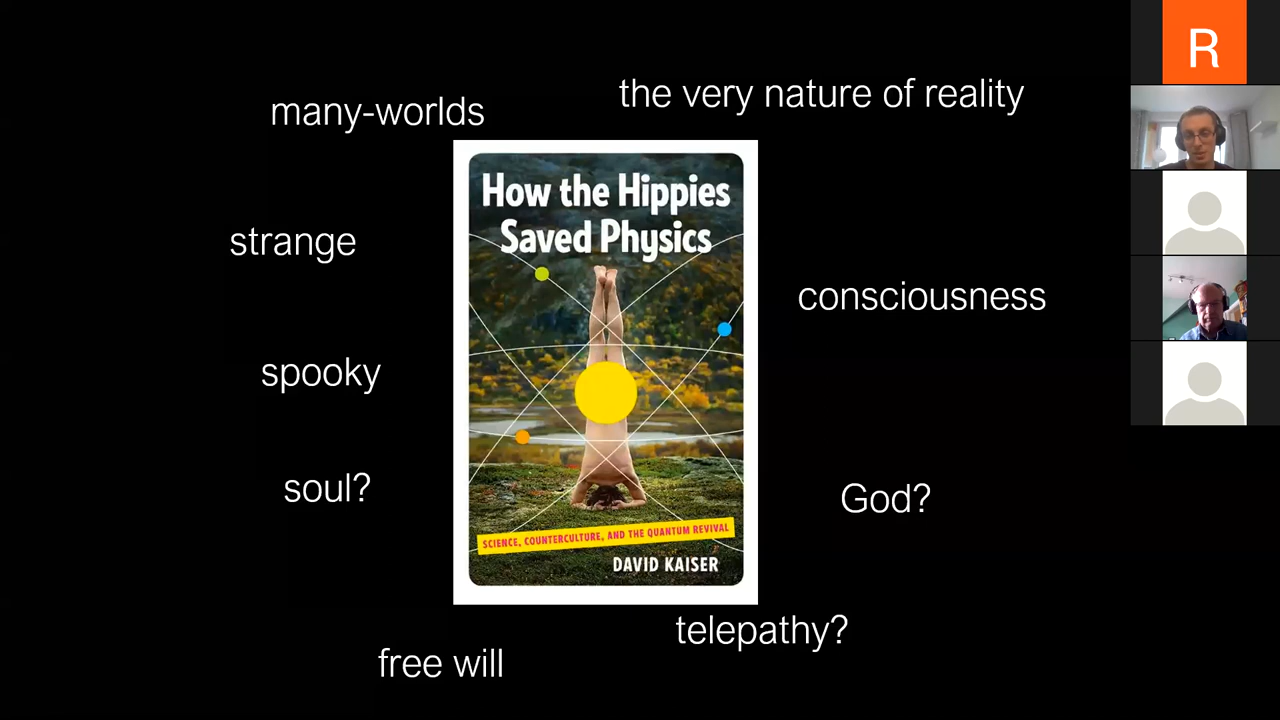 the very nature of reality
many-worlds
How the Hippies
Saved Physics
strange
consciousness
spooky
soul?
God?
SCIENCE, COUNTERCULTURE, AND THE QUANTUM REVIVAL
DAVID KAISER
telepathy?
free will
R